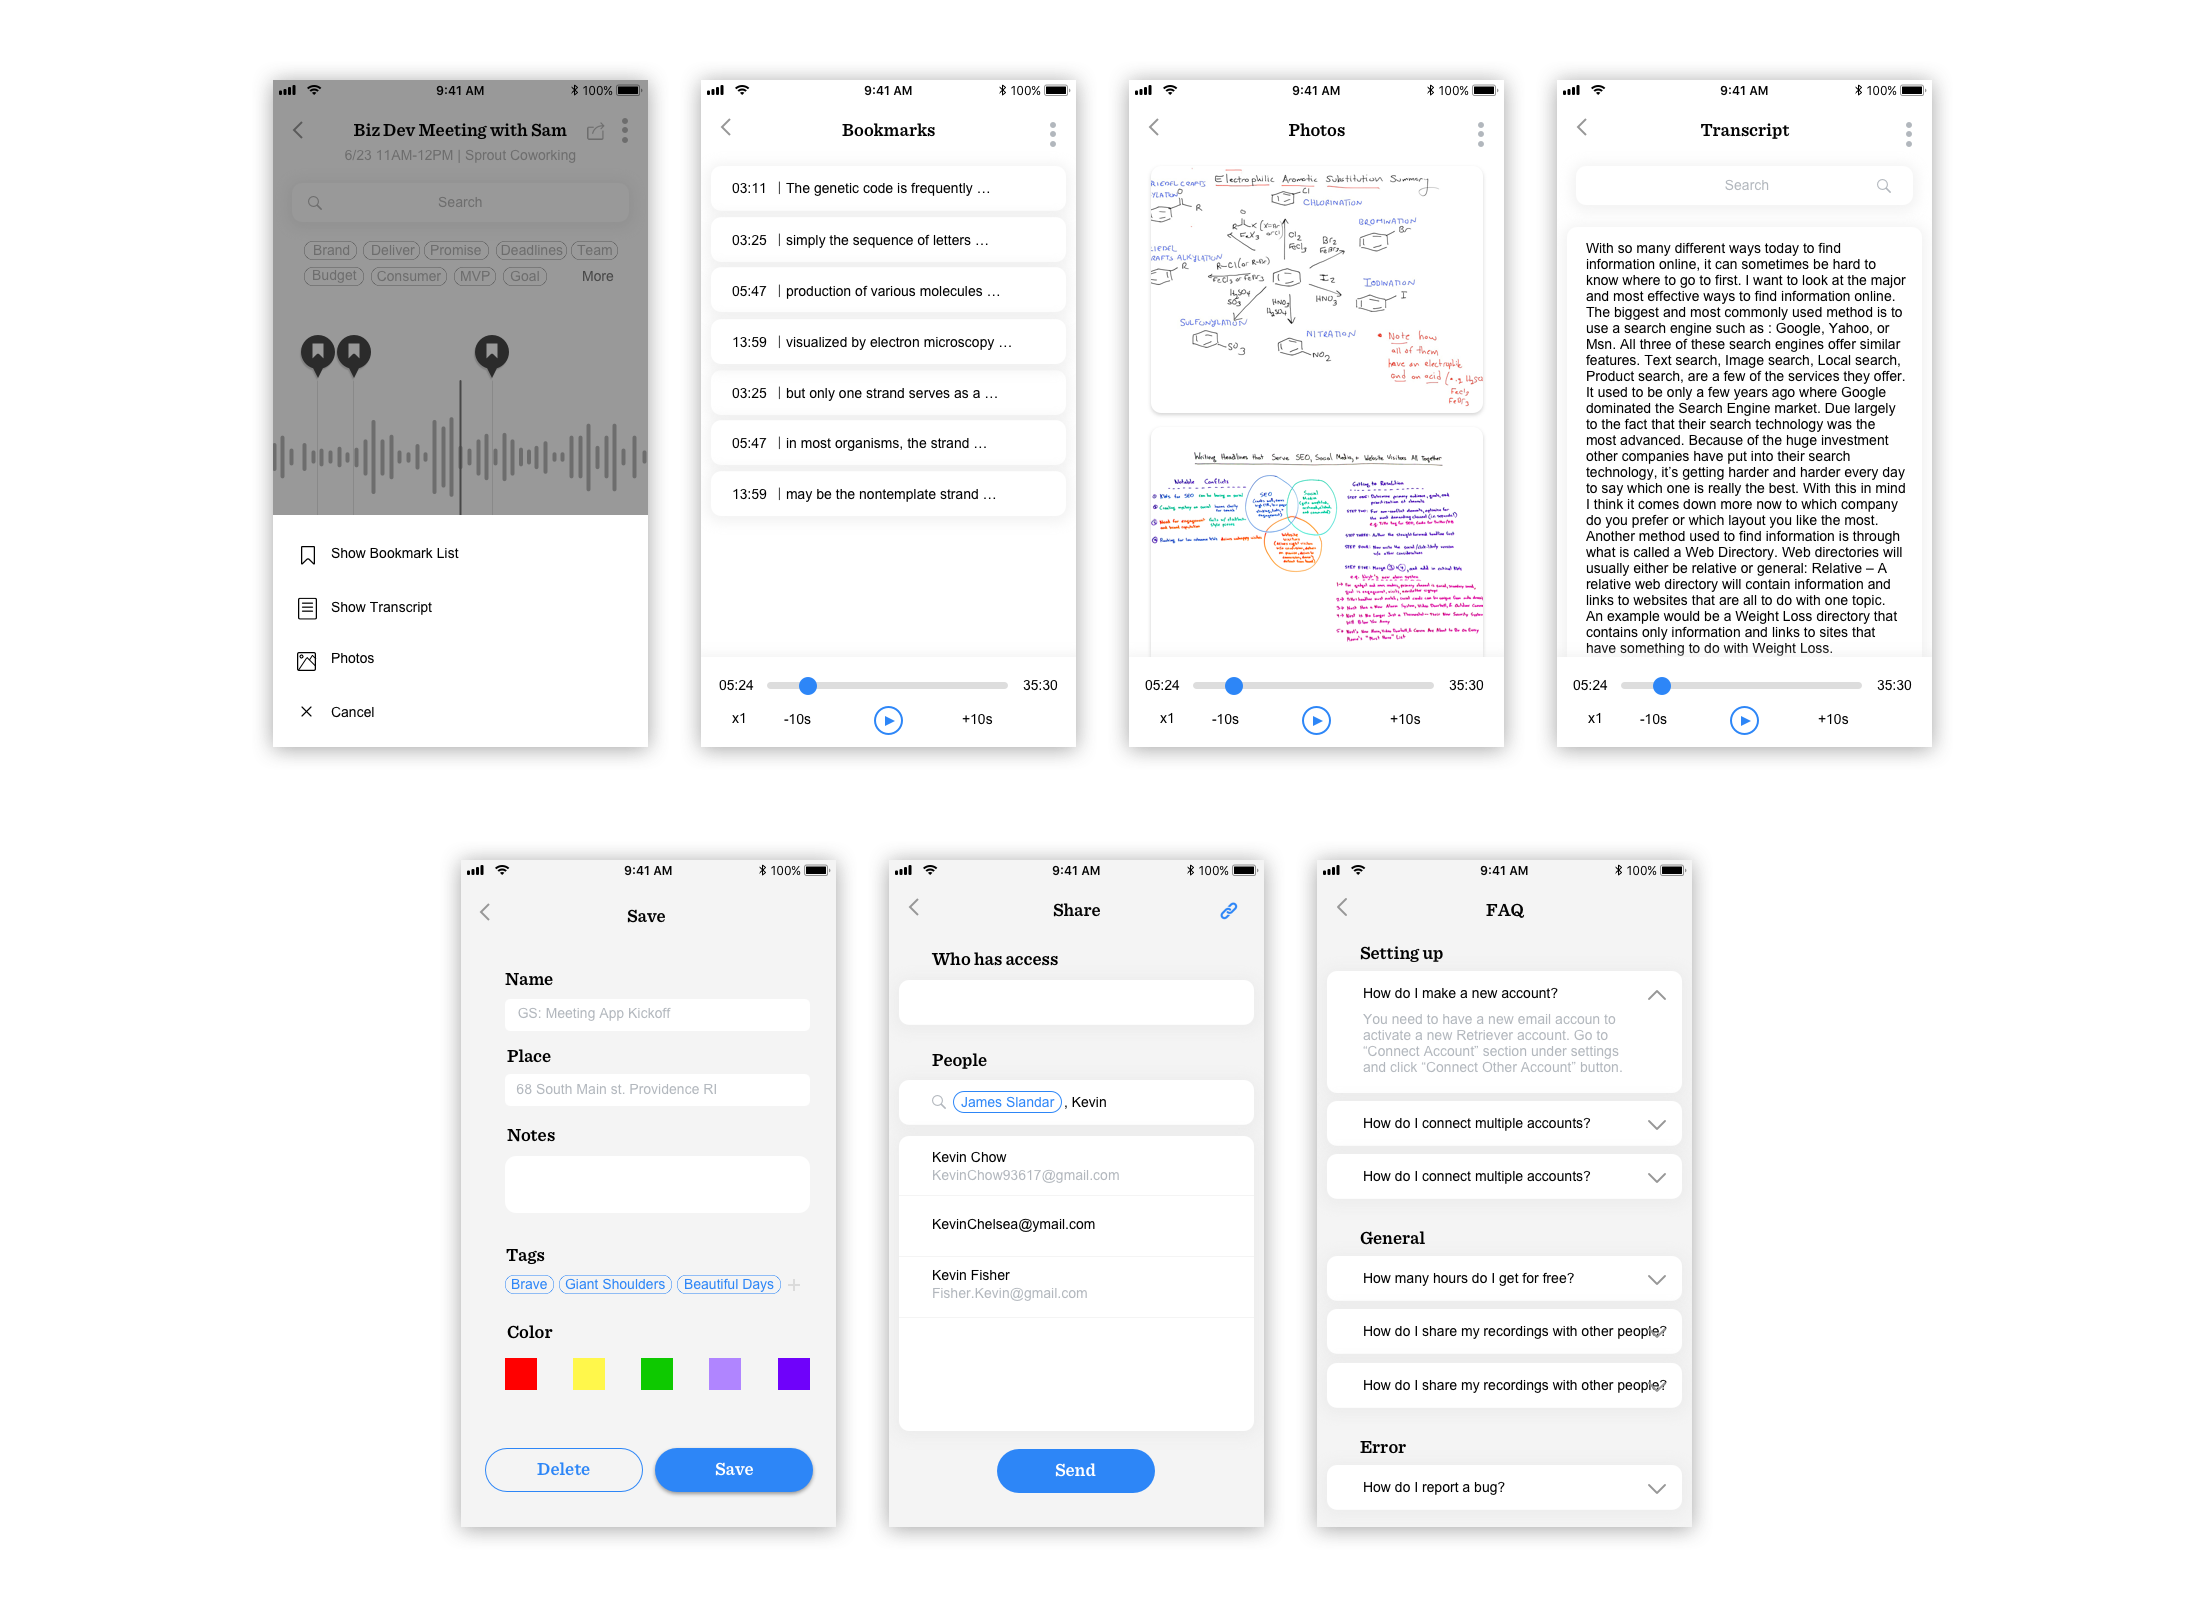 9:41 AM
100%
Biz Dev Meeting with Sam
6/23 11AM-12PM | Sprout Coworking
Search
Brand Deliver Promise Deadlines Team
Budget Consumer MVP Goal More
Show Bookmark List
Show Transcript
Photos
Cancel
9:41 AM
100%
Bookmarks
03:11 | The genetic code is frequently ...
03:25 | simply the sequence of letters ...
05:47 | production of various molecules ...
13:59 | visualized by electron microscopy ...
03:25 | but only one strand serves as a ...
05:47 | in most organisms, the strand ...
13:59 | may be the nontemplate strand ...
05:24 35:30
x1 -10s +10s
9:41 AM
100%
Photos
Electrophilic Aromatic Substitution Summary
CHLORINATION
BROMINATION
IODINATION
NITRATION
SULFONYLATION
Note how
all of them
have an electrophile
and an acid
Writing Headlines that Serve SEO, Social Media, & Website Visitors All Together
Notable Conflicts
Getting to Resolution
05:24 35:30
x1 -10s +10s
9:41 AM
100%
Transcript
Search
With so many different ways today to find
information online, it can sometimes be hard to
know where to go to first. I want to look at the major
and most effective ways to find information online.
The biggest and most commonly used method is to
use a search engine such as : Google, Yahoo, or
Msn. All three of these search engines offer similar
features. Text search, Image search, Local search,
Product search, are a few of the services they offer.
It used to be only a few years ago where Google
dominated the Search Engine market. Due largely
to the fact that their search technology was the
most advanced. Because of the huge investment
other companies have put into their search
technology, it's getting harder and harder every day
to say which one is really the best. With this in mind
I think it comes down more now to which company
do you prefer or which layout you like the most.
Another method used to find information is through
what is called a Web Directory. Web directories will
usually either be relative or general: Relative – A
relative web directory will contain information and
links to websites that are all to do with one topic.
An example would be a Weight Loss directory that
contains only information and links to sites that
have something to do with Weight Loss.
05:24 35:30
x1 -10s +10s
9:41 AM
100%
Save
Name
GS: Meeting App Kickoff
Place
68 South Main st. Providence RI
Notes
Tags
Brave Giant Shoulders Beautiful Days +
Color
Delete Save
9:41 AM
100%
Share
Who has access
People
James Slandar , Kevin
Kevin Chow
KevinChow93617@gmail.com
KevinChelsea@ymail.com
Kevin Fisher
Fisher.Kevin@gmail.com
Send
9:41 AM
100%
FAQ
Setting up
How do I make a new account?
You need to have a new email accoun to
activate a new Retriever account. Go to
“Connect Account” section under settings
and click “Connect Other Account” button.
How do I connect multiple accounts?
How do I connect multiple accounts?
General
How many hours do I get for free?
How do I share my recordings with other people?
How do I share my recordings with other people?
Error
How do I report a bug?